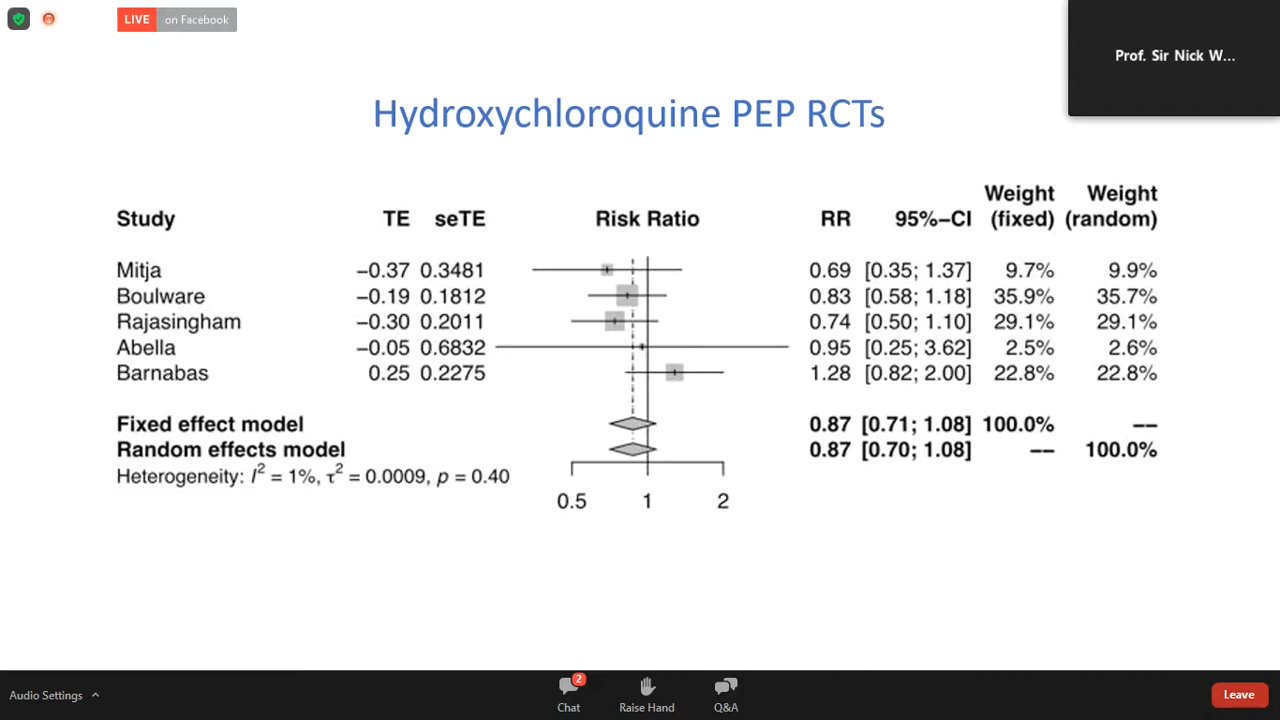 LIVE on Facebook
Prof. Sir Nick W...
Hydroxychloroquine PEP RCTs
Weight Weight
Study TE seTE Risk Ratio RR 95%−CI (fixed) (random)
Mitja −0.37 0.3481 0.69 [0.35; 1.37] 9.7% 9.9%
Boulware −0.19 0.1812 0.83 [0.58; 1.18] 35.9% 35.7%
Rajasingham −0.30 0.2011 0.74 [0.50; 1.10] 29.1% 29.1%
Abella −0.05 0.6832 0.95 [0.25; 3.62] 2.5% 2.6%
Barnabas 0.25 0.2275 1.28 [0.82; 2.00] 22.8% 22.8%
Fixed effect model 0.87 [0.71; 1.08] 100.0% −−
Random effects model 0.87 [0.70; 1.08] −− 100.0%
Heterogeneity: I² = 1%, τ² = 0.0009, p = 0.40
0.5 1 2
Audio Settings
2
Chat Raise Hand Q&A
Leave